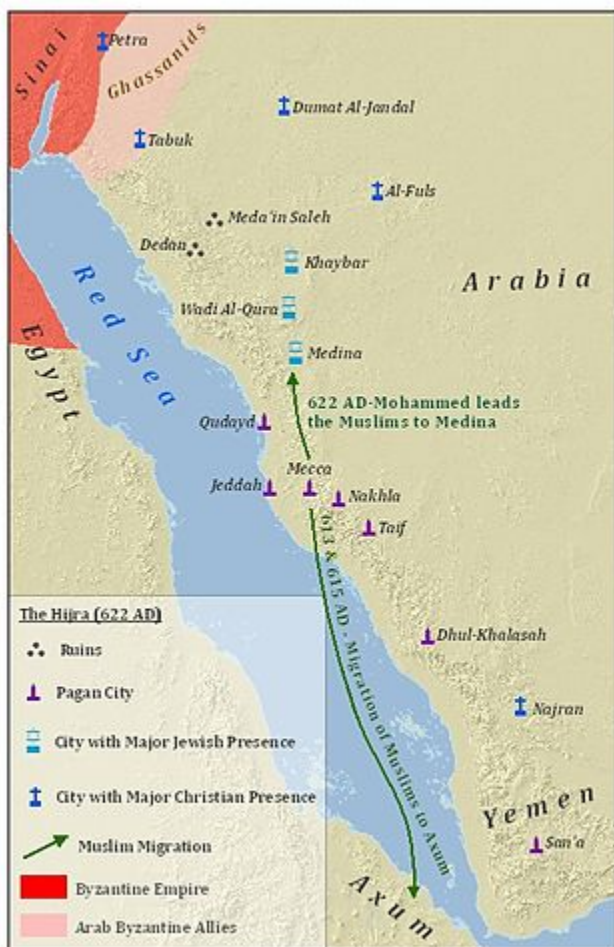 Petra
Sinai
Ghassanids
Dumat Al-Jandal
Tabuk
Al-Fuls
Meda'in Saleh
Dedan
Khaybar
Arabia
Red Sea
Wadi Al-Qura
Egypt
Medina
622 AD-Mohammed leads
the Muslims to Medina
Qudayd
Mecca
Jeddah
Nakhla
Taif
613 & 615 AD - Migration of Muslims to Axum
Dhul-Khalasah
Najran
Yemen
San'a
Axum
The Hijra (622 AD)
Ruins
Pagan City
City with Major Jewish Presence
City with Major Christian Presence
Muslim Migration
Byzantine Empire
Arab Byzantine Allies